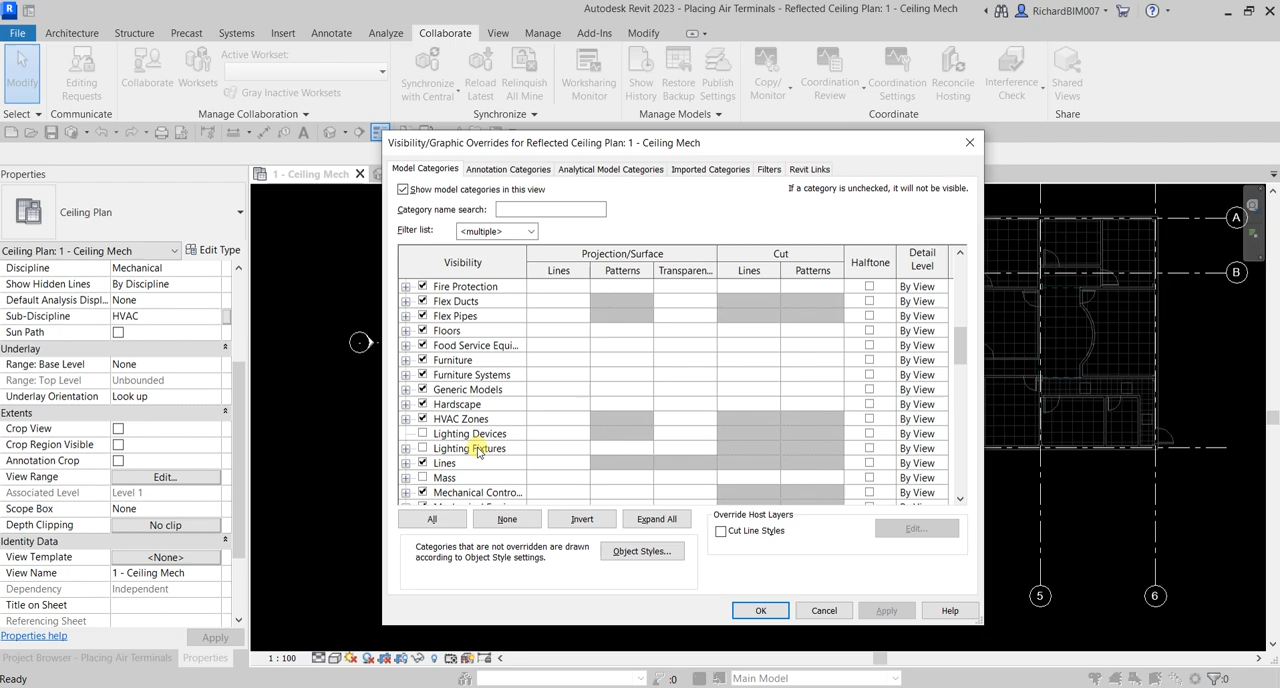 Autodesk Revit 2023 - Placing Air Terminals - Reflected Ceiling Plan: 1 - Ceiling Mech
RichardBIM007
File Architecture Structure Precast Systems Insert Annotate Analyze Collaborate View Manage Add-Ins Modify
Modify
Editing Requests
Collaborate
Worksets
Active Workset:
Gray Inactive Worksets
Synchronize with Central
Reload Latest
Relinquish All Mine
Worksharing Monitor
Show History
Restore Backup
Publish Settings
Copy/ Monitor
Coordination Review
Coordination Settings
Reconcile Hosting
Interference Check
Shared Views
Select Communicate Manage Collaboration Synchronize Manage Models Coordinate Share
Properties
Ceiling Plan
Ceiling Plan: 1 - Ceiling Mech Edit Type
Discipline Mechanical
Show Hidden Lines By Discipline
Default Analysis Displ... None
Sub-Discipline HVAC
Sun Path
Underlay
Range: Base Level None
Range: Top Level Unbounded
Underlay Orientation Look up
Extents
Crop View
Crop Region Visible
Annotation Crop
View Range Edit...
Associated Level Level 1
Scope Box None
Depth Clipping No clip
Identity Data
View Template <None>
View Name 1 - Ceiling Mech
Dependency Independent
Title on Sheet
Referencing Sheet
Properties help Apply
Project Browser - Placing Air Terminals Properties
Ready
1 - Ceiling Mech
Visibility/Graphic Overrides for Reflected Ceiling Plan: 1 - Ceiling Mech
Model Categories Annotation Categories Analytical Model Categories Imported Categories Filters Revit Links
Show model categories in this view
If a category is unchecked, it will not be visible.
Category name search:
Filter list: <multiple>
Visibility Projection/Surface Cut Halftone Detail Level
Lines Patterns Transparen... Lines Patterns
Fire Protection By View
Flex Ducts By View
Flex Pipes By View
Floors By View
Food Service Equi... By View
Furniture By View
Furniture Systems By View
Generic Models By View
Hardscape By View
HVAC Zones By View
Lighting Devices By View
Lighting Fixtures By View
Lines By View
Mass By View
Mechanical Contro... By View
All None Invert Expand All
Override Host Layers
Cut Line Styles Edit...
Categories that are not overridden are drawn
according to Object Style settings.
Object Styles...
OK Cancel Apply Help
A
B
5
6
1 : 100
:0 Main Model :0